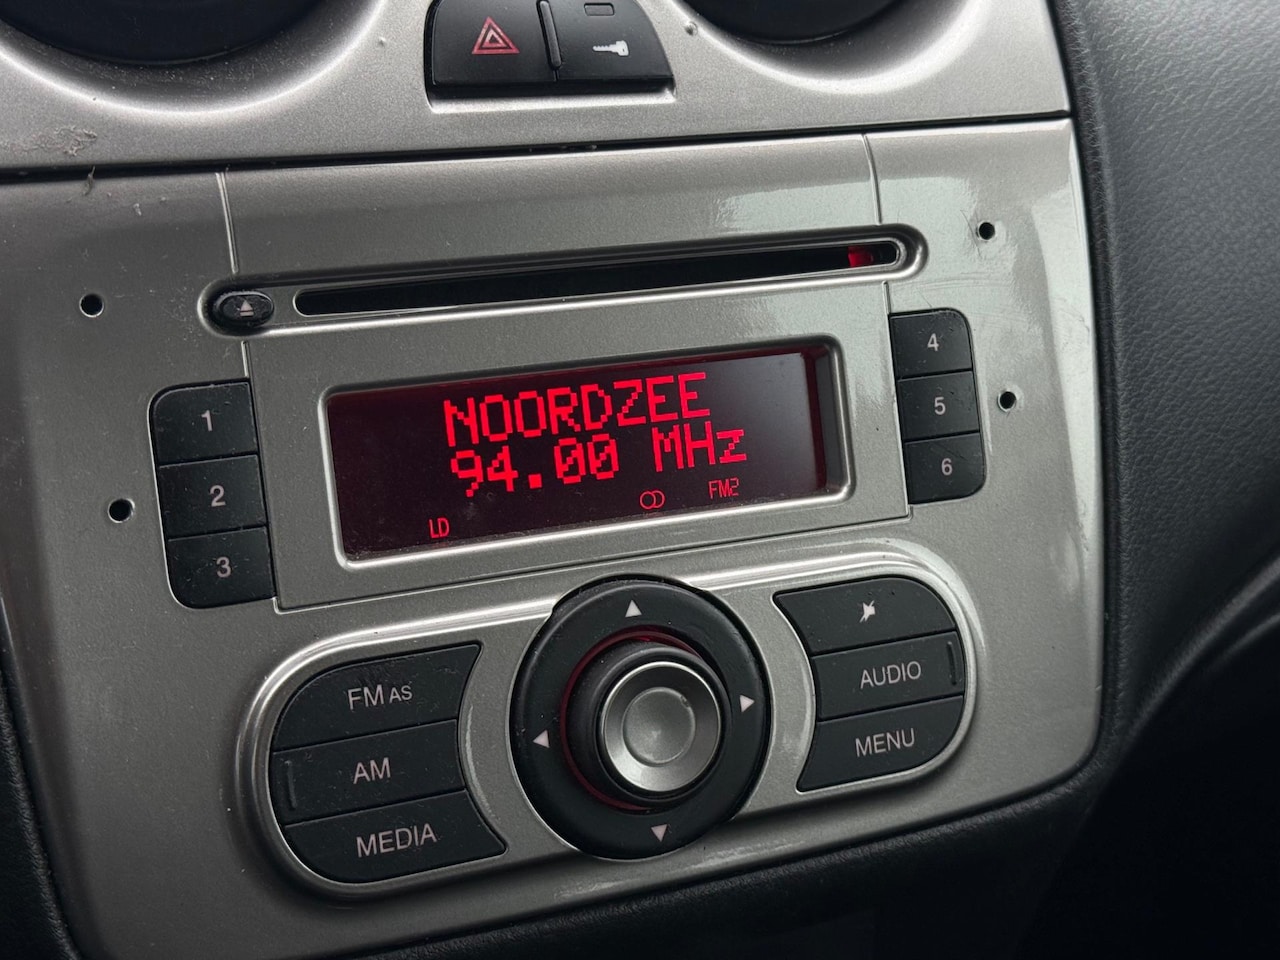 NOORDZEE
94.00 MHz
LD
FM2
1
2
3
4
5
6
FM AS
AM
MEDIA
AUDIO
MENU